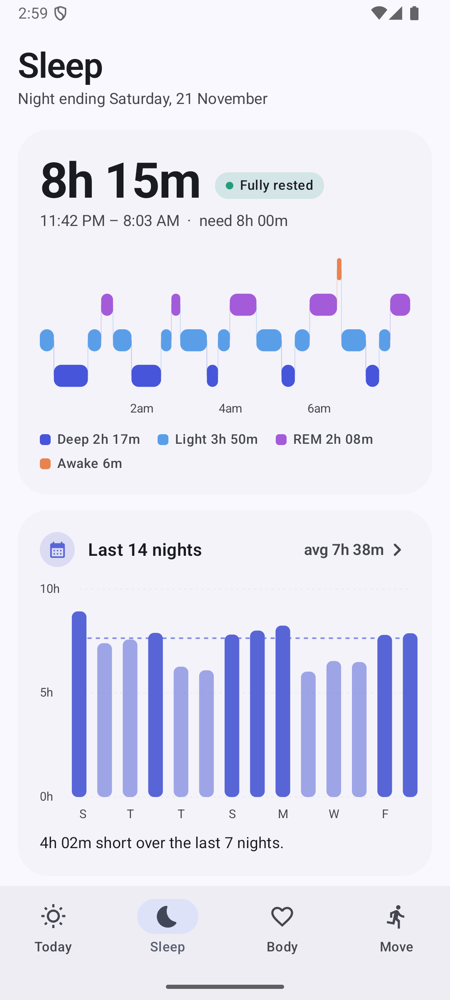 2:59
Sleep
Night ending Saturday, 21 November
8h 15m
Fully rested
11:42 PM – 8:03 AM · need 8h 00m
2am 4am 6am
Deep 2h 17m Light 3h 50m REM 2h 08m
Awake 6m
Last 14 nights avg 7h 38m
10h
5h
0h
S T T S M W F
4h 02m short over the last 7 nights.
Today Sleep Body Move